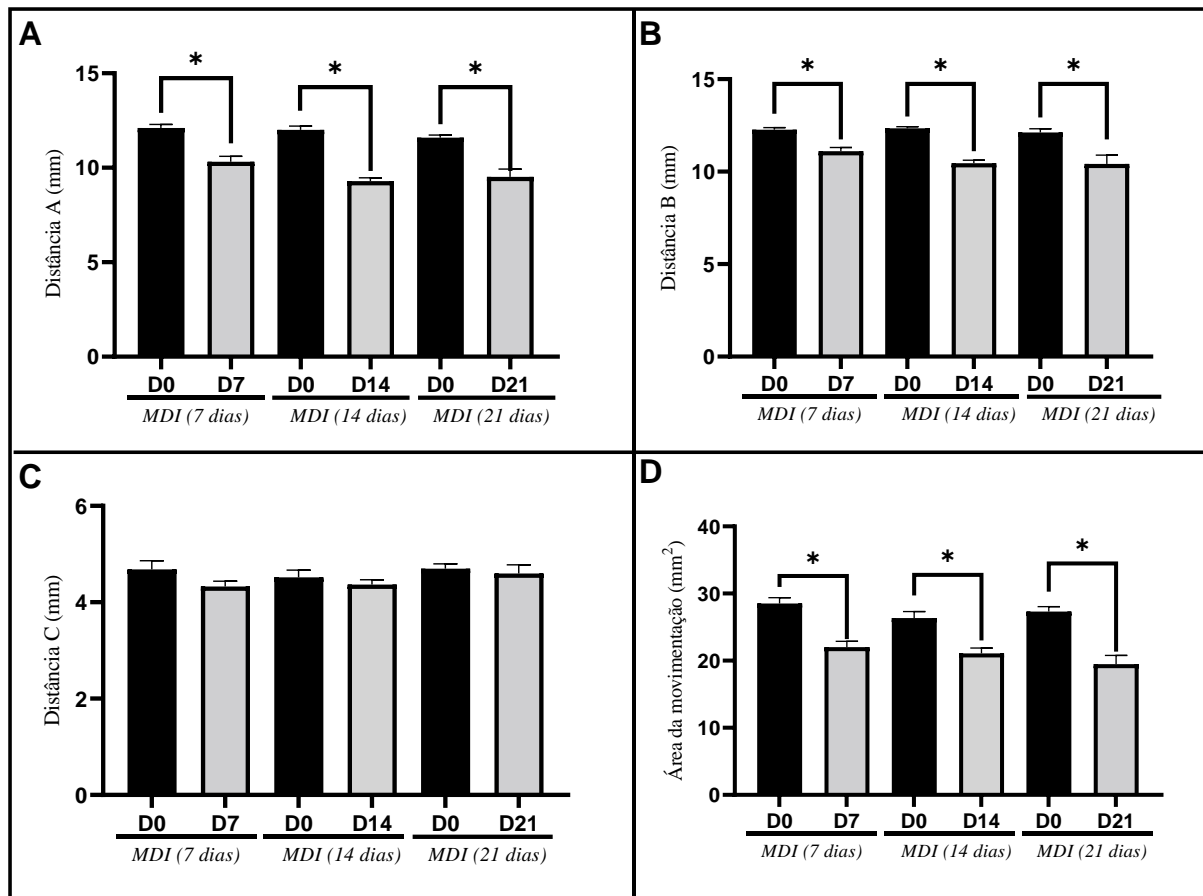 A
*
*
*
15
10
5
0
Distância A (mm)
D0 D7 D0 D14 D0 D21
MDI (7 dias) MDI (14 dias) MDI (21 dias)
B
*
*
*
15
10
5
0
Distância B (mm)
D0 D7 D0 D14 D0 D21
MDI (7 dias) MDI (14 dias) MDI (21 dias)
C
6
4
2
0
Distância C (mm)
D0 D7 D0 D14 D0 D21
MDI (7 dias) MDI (14 dias) MDI (21 dias)
D
*
*
*
40
30
20
10
0
Área da movimentação (mm²)
D0 D7 D0 D14 D0 D21
MDI (7 dias) MDI (14 dias) MDI (21 dias)